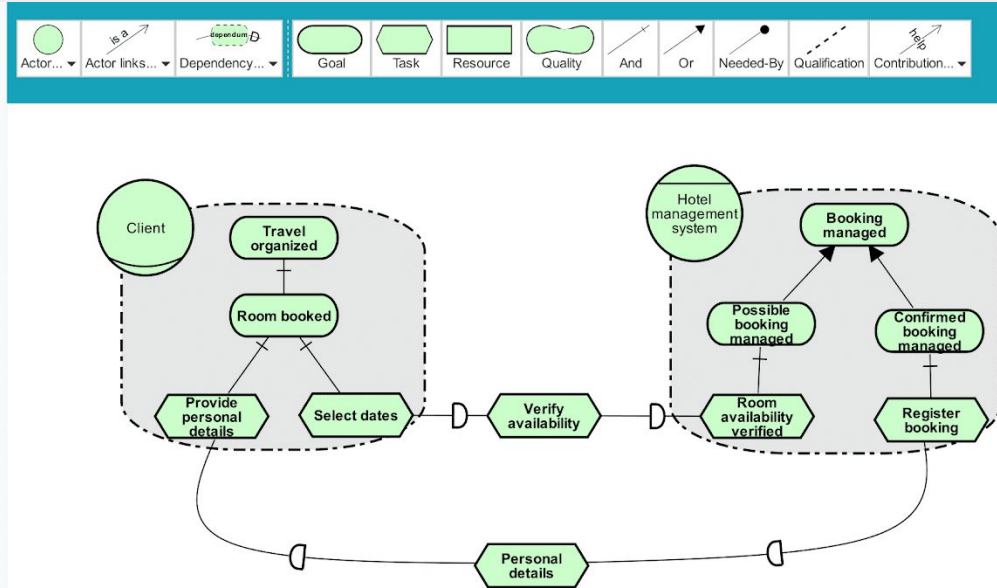 is a
dependum
help
Actor...
Actor links...
Dependency...
Goal
Task
Resource
Quality
And
Or
Needed-By
Qualification
Contribution...
Client
Travel
organized
Room booked
Provide
personal
details
Select dates
Verify
availability
Hotel
management
system
Booking
managed
Possible
booking
managed
Confirmed
booking
managed
Room
availability
verified
Register
booking
Personal
details